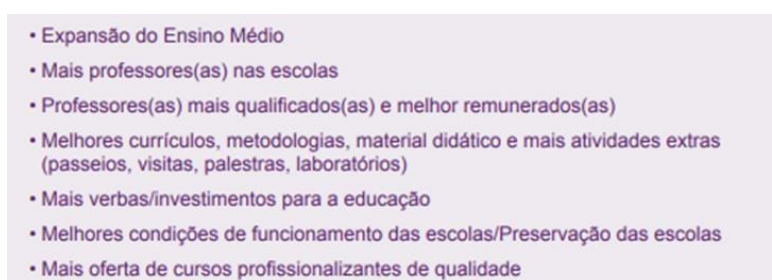 • Expansão do Ensino Médio
• Mais professores(as) nas escolas
• Professores(as) mais qualificados(as) e melhor remunerados(as)
• Melhores currículos, metodologias, material didático e mais atividades extras
(passeios, visitas, palestras, laboratórios)
• Mais verbas/investimentos para a educação
• Melhores condições de funcionamento das escolas/Preservação das escolas
• Mais oferta de cursos profissionalizantes de qualidade